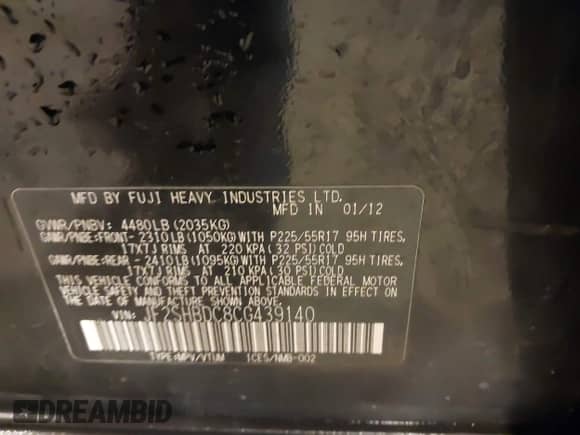 MFD BY FUJI HEAVY INDUSTRIES LTD.
MFD IN 01/12
GVWR/PNBV: 4480LB (2035KG)
GAWR/PNBE:FRONT- 2310LB (1050KG) WITH P225/55R17 95H TIRES,
17X7J RIMS AT 220 KPA ( 32 PSI) COLD
GAWR/PNBE:REAR - 2410LB (1095KG) WITH P225/55R17 95H TIRES,
17X7J RIMS AT 210 KPA ( 30 PSI) COLD
THIS VEHICLE CONFORMS TO ALL APPLICABLE FEDERAL MOTOR
VEHICLE SAFETY AND THEFT PREVENTION STANDARDS IN EFFECT ON
THE DATE OF MANUFACTURE SHOWN ABOVE.
VIN: JF2SHBDC8CG439140
TYPE:MPV/VTUM 1CES/NMB-002
DREAMBID